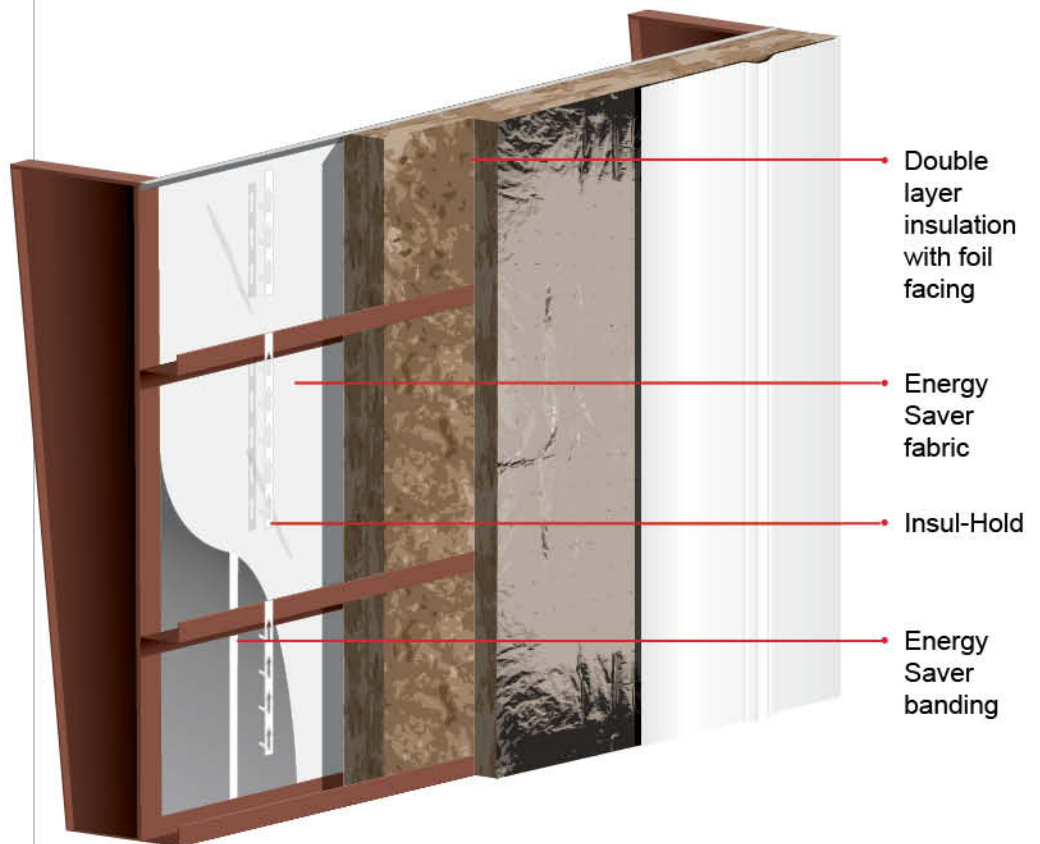 Double
layer
insulation
with foil
facing
Energy
Saver
fabric
Insul-Hold
Energy
Saver
banding